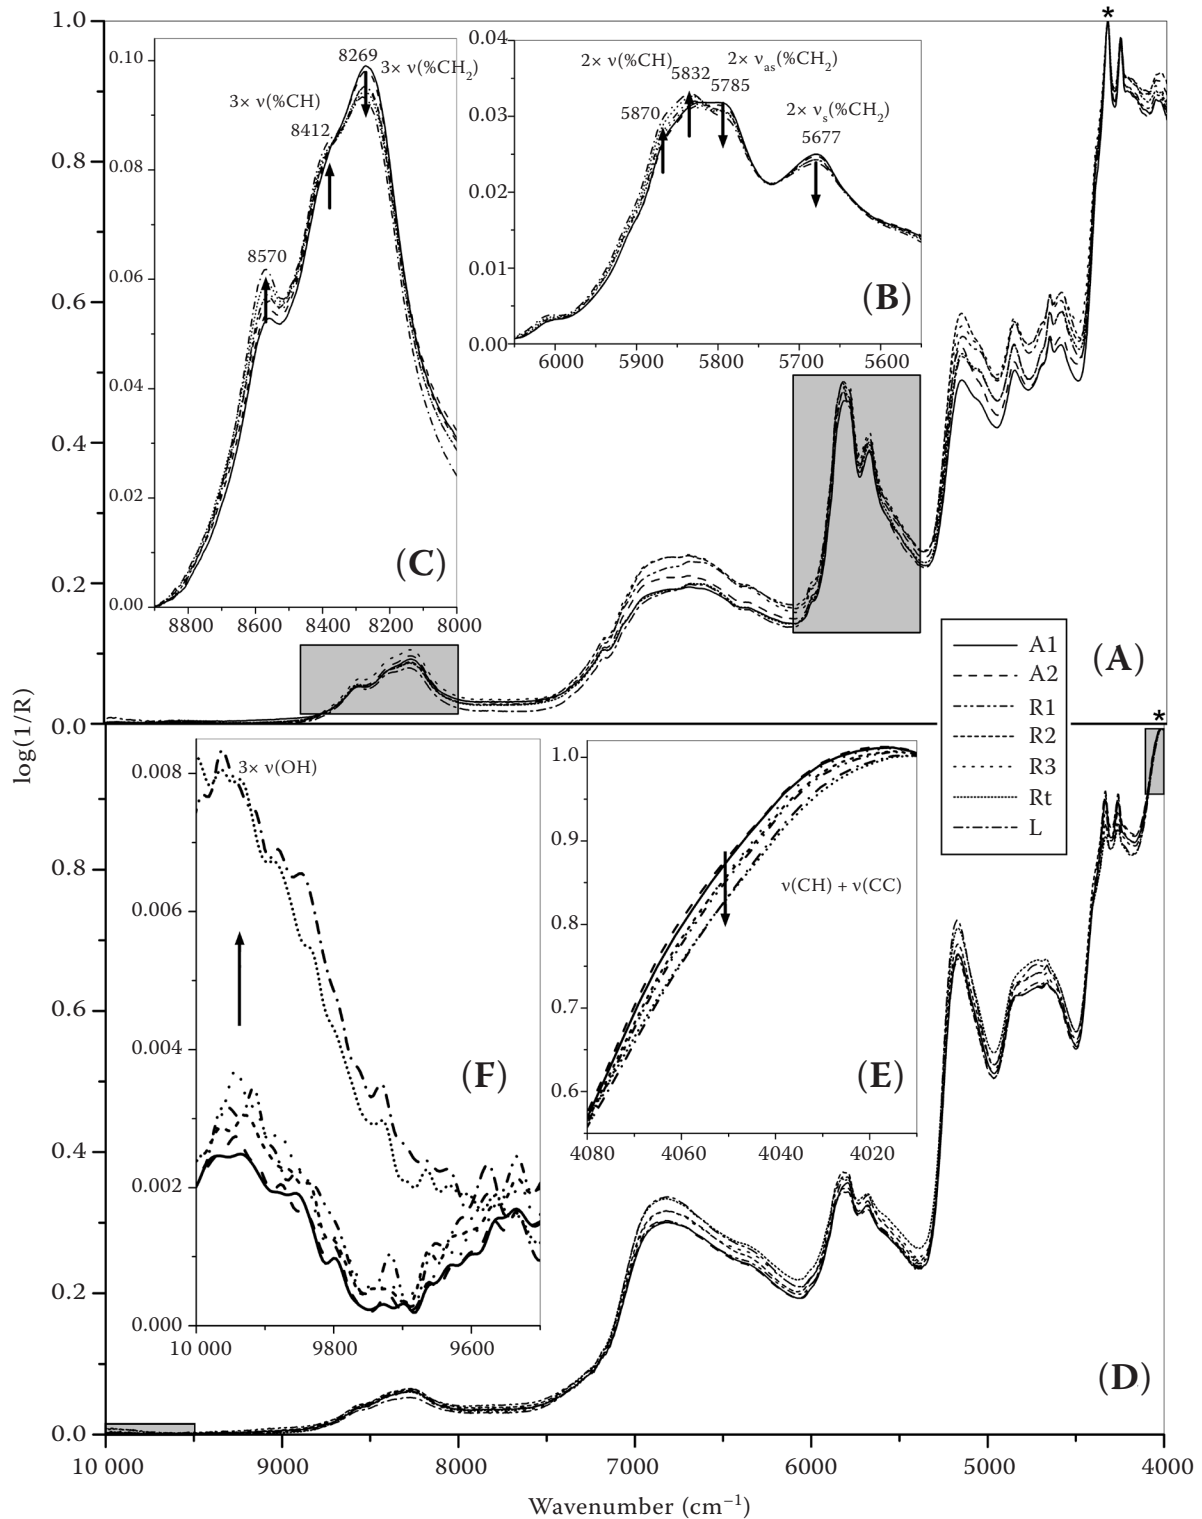 *
1.0
0.8
0.6
0.4
0.2
0.0
0.10
0.08
0.06
0.04
0.02
0.00
8269
3× ν(%CH₂)
3× ν(%CH)
8412
8570
(C)
8800 8600 8400 8200 8000
0.04
0.03
0.02
0.01
0.00
2× ν(%CH)
5832
2× νas(%CH₂)
5785
5870
2× νs(%CH₂)
5677
(B)
6000 5900 5800 5700 5600
(A)
A1
A2
R1
R2
R3
Rt
L
*
log(1/R)
0.8
0.6
0.4
0.2
0.0
0.008
0.006
0.004
0.002
0.000
3× ν(OH)
(F)
10 000 9800 9600
1.0
0.9
0.8
0.7
0.6
ν(CH) + ν(CC)
(E)
4080 4060 4040 4020
(D)
10 000 9000 8000 7000 6000 5000 4000
Wavenumber (cm⁻¹)